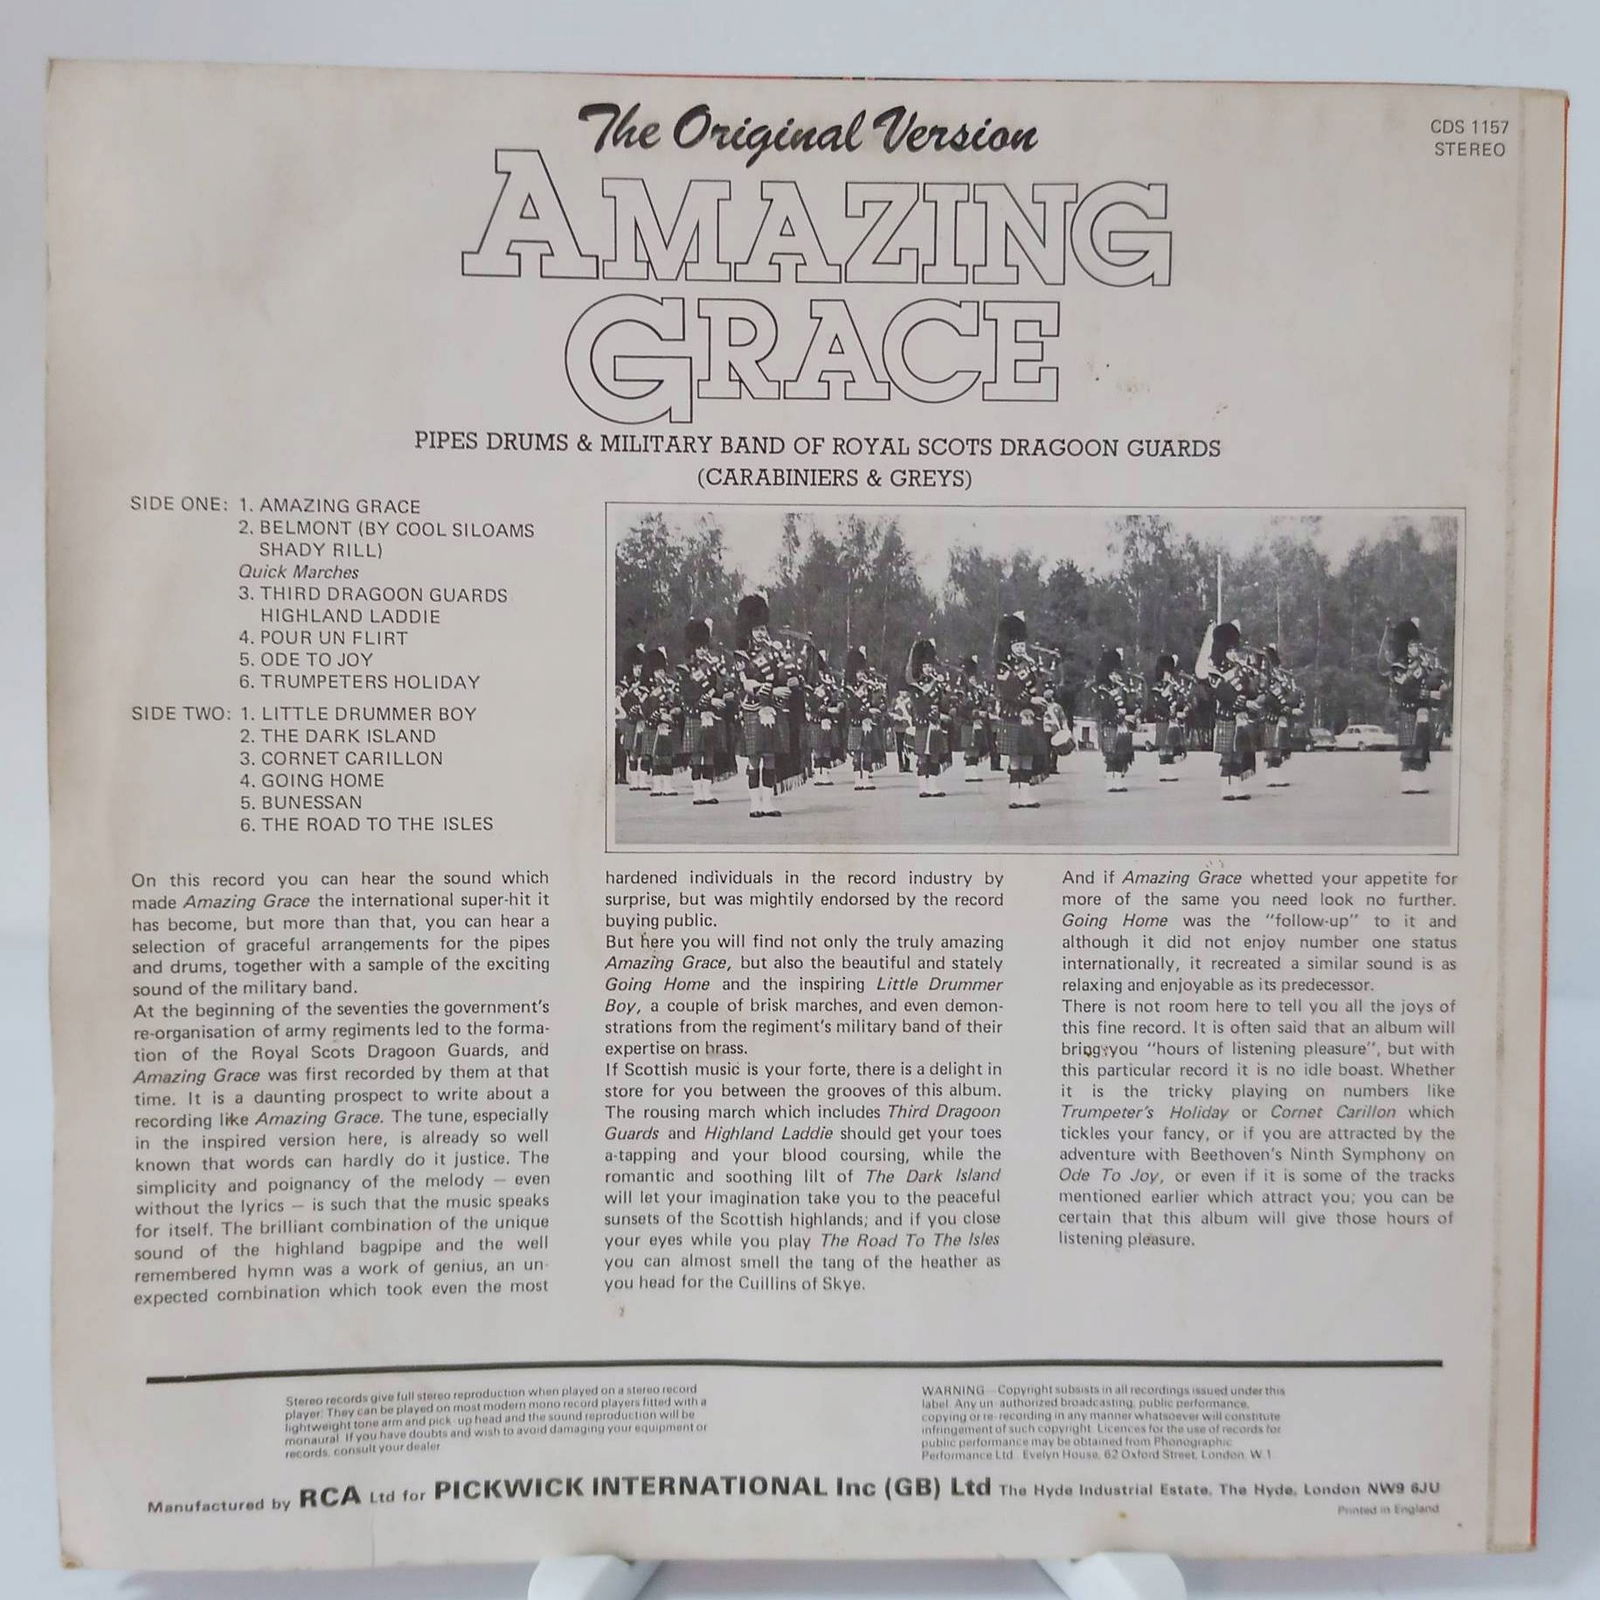 The Original Version
CDS 1157
STEREO
AMAZING
GRACE
PIPES DRUMS & MILITARY BAND OF ROYAL SCOTS DRAGOON GUARDS
(CARABINIERS & GREYS)
SIDE ONE: 1. AMAZING GRACE
2. BELMONT (BY COOL SILOAMS
SHADY RILL)
Quick Marches
3. THIRD DRAGOON GUARDS
HIGHLAND LADDIE
4. POUR UN FLIRT
5. ODE TO JOY
6. TRUMPETERS HOLIDAY
SIDE TWO: 1. LITTLE DRUMMER BOY
2. THE DARK ISLAND
3. CORNET CARILLON
4. GOING HOME
5. BUNESSAN
6. THE ROAD TO THE ISLES
On this record you can hear the sound which
made Amazing Grace the international super-hit it
has become, but more than that, you can hear a
selection of graceful arrangements for the pipes
and drums, together with a sample of the exciting
sound of the military band.
At the beginning of the seventies the government's
re-organisation of army regiments led to the forma-
tion of the Royal Scots Dragoon Guards, and
Amazing Grace was first recorded by them at that
time. It is a daunting prospect to write about a
recording like Amazing Grace. The tune, especially
in the inspired version here, is already so well
known that words can hardly do it justice. The
simplicity and poignancy of the melody — even
without the lyrics — is such that the music speaks
for itself. The brilliant combination of the unique
sound of the highland bagpipe and the well
remembered hymn was a work of genius, an un-
expected combination which took even the most
hardened individuals in the record industry by
surprise, but was mightily endorsed by the record
buying public.
But here you will find not only the truly amazing
Amazing Grace, but also the beautiful and stately
Going Home and the inspiring Little Drummer
Boy, a couple of brisk marches, and even demon-
strations from the regiment's military band of their
expertise on brass.
If Scottish music is your forte, there is a delight in
store for you between the grooves of this album.
The rousing march which includes Third Dragoon
Guards and Highland Laddie should get your toes
a-tapping and your blood coursing, while the
romantic and soothing lilt of The Dark Island
will let your imagination take you to the peaceful
sunsets of the Scottish highlands; and if you close
your eyes while you play The Road To The Isles
you can almost smell the tang of the heather as
you head for the Cuillins of Skye.
And if Amazing Grace whetted your appetite for
more of the same you need look no further.
Going Home was the "follow-up" to it and
although it did not enjoy number one status
internationally, it recreated a similar sound is as
relaxing and enjoyable as its predecessor.
There is not room here to tell you all the joys of
this fine record. It is often said that an album will
bring you "hours of listening pleasure", but with
this particular record it is no idle boast. Whether
it is the tricky playing on numbers like
Trumpeter's Holiday or Cornet Carillon which
tickles your fancy, or if you are attracted by the
adventure with Beethoven's Ninth Symphony on
Ode To Joy, or even if it is some of the tracks
mentioned earlier which attract you; you can be
certain that this album will give those hours of
listening pleasure.
Stereo records give full stereo reproduction when played on a stereo record
player. They can be played on most modern mono record players fitted with a
lightweight tone arm and pick-up head and the sound reproduction will be
monaural. If you have doubts and wish to avoid damaging your equipment or
records, consult your dealer
WARNING—Copyright subsists in all recordings issued under this
label. Any un-authorized broadcasting, public performance,
copying or re-recording in any manner whatsoever will constitute
infringement of such copyright. Licences for the use of records for
public performance may be obtained from Phonographic
Performance Ltd. Evelyn House, 62 Oxford Street, London. W.1.
Manufactured by RCA Ltd for PICKWICK INTERNATIONAL Inc (GB) Ltd The Hyde Industrial Estate, The Hyde, London NW9 6JU
Printed in England